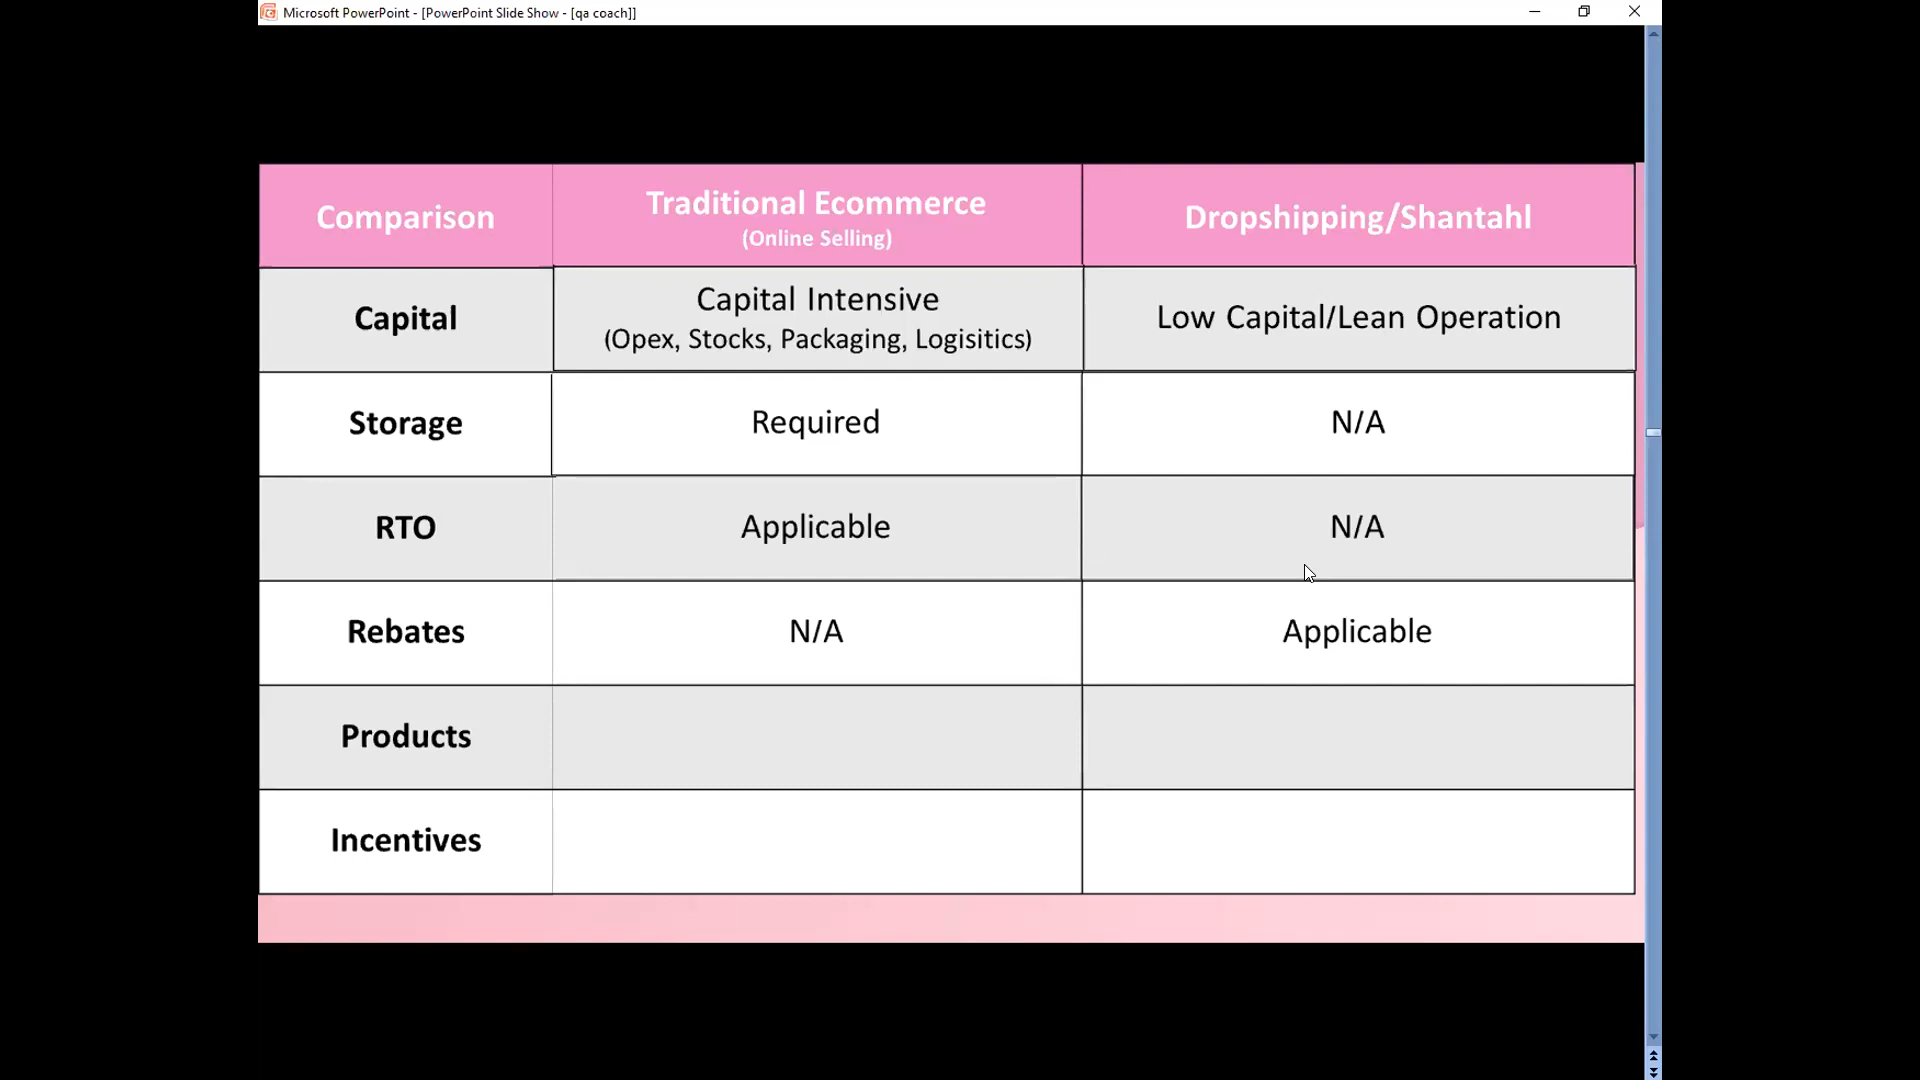 Microsoft PowerPoint - [PowerPoint Slide Show - [qa coach]]
Comparison
Traditional Ecommerce
(Online Selling)
Dropshipping/Shantahl
Capital
Capital Intensive
(Opex, Stocks, Packaging, Logisitics)
Low Capital/Lean Operation
Storage
Required
N/A
RTO
Applicable
N/A
Rebates
N/A
Applicable
Products
Incentives